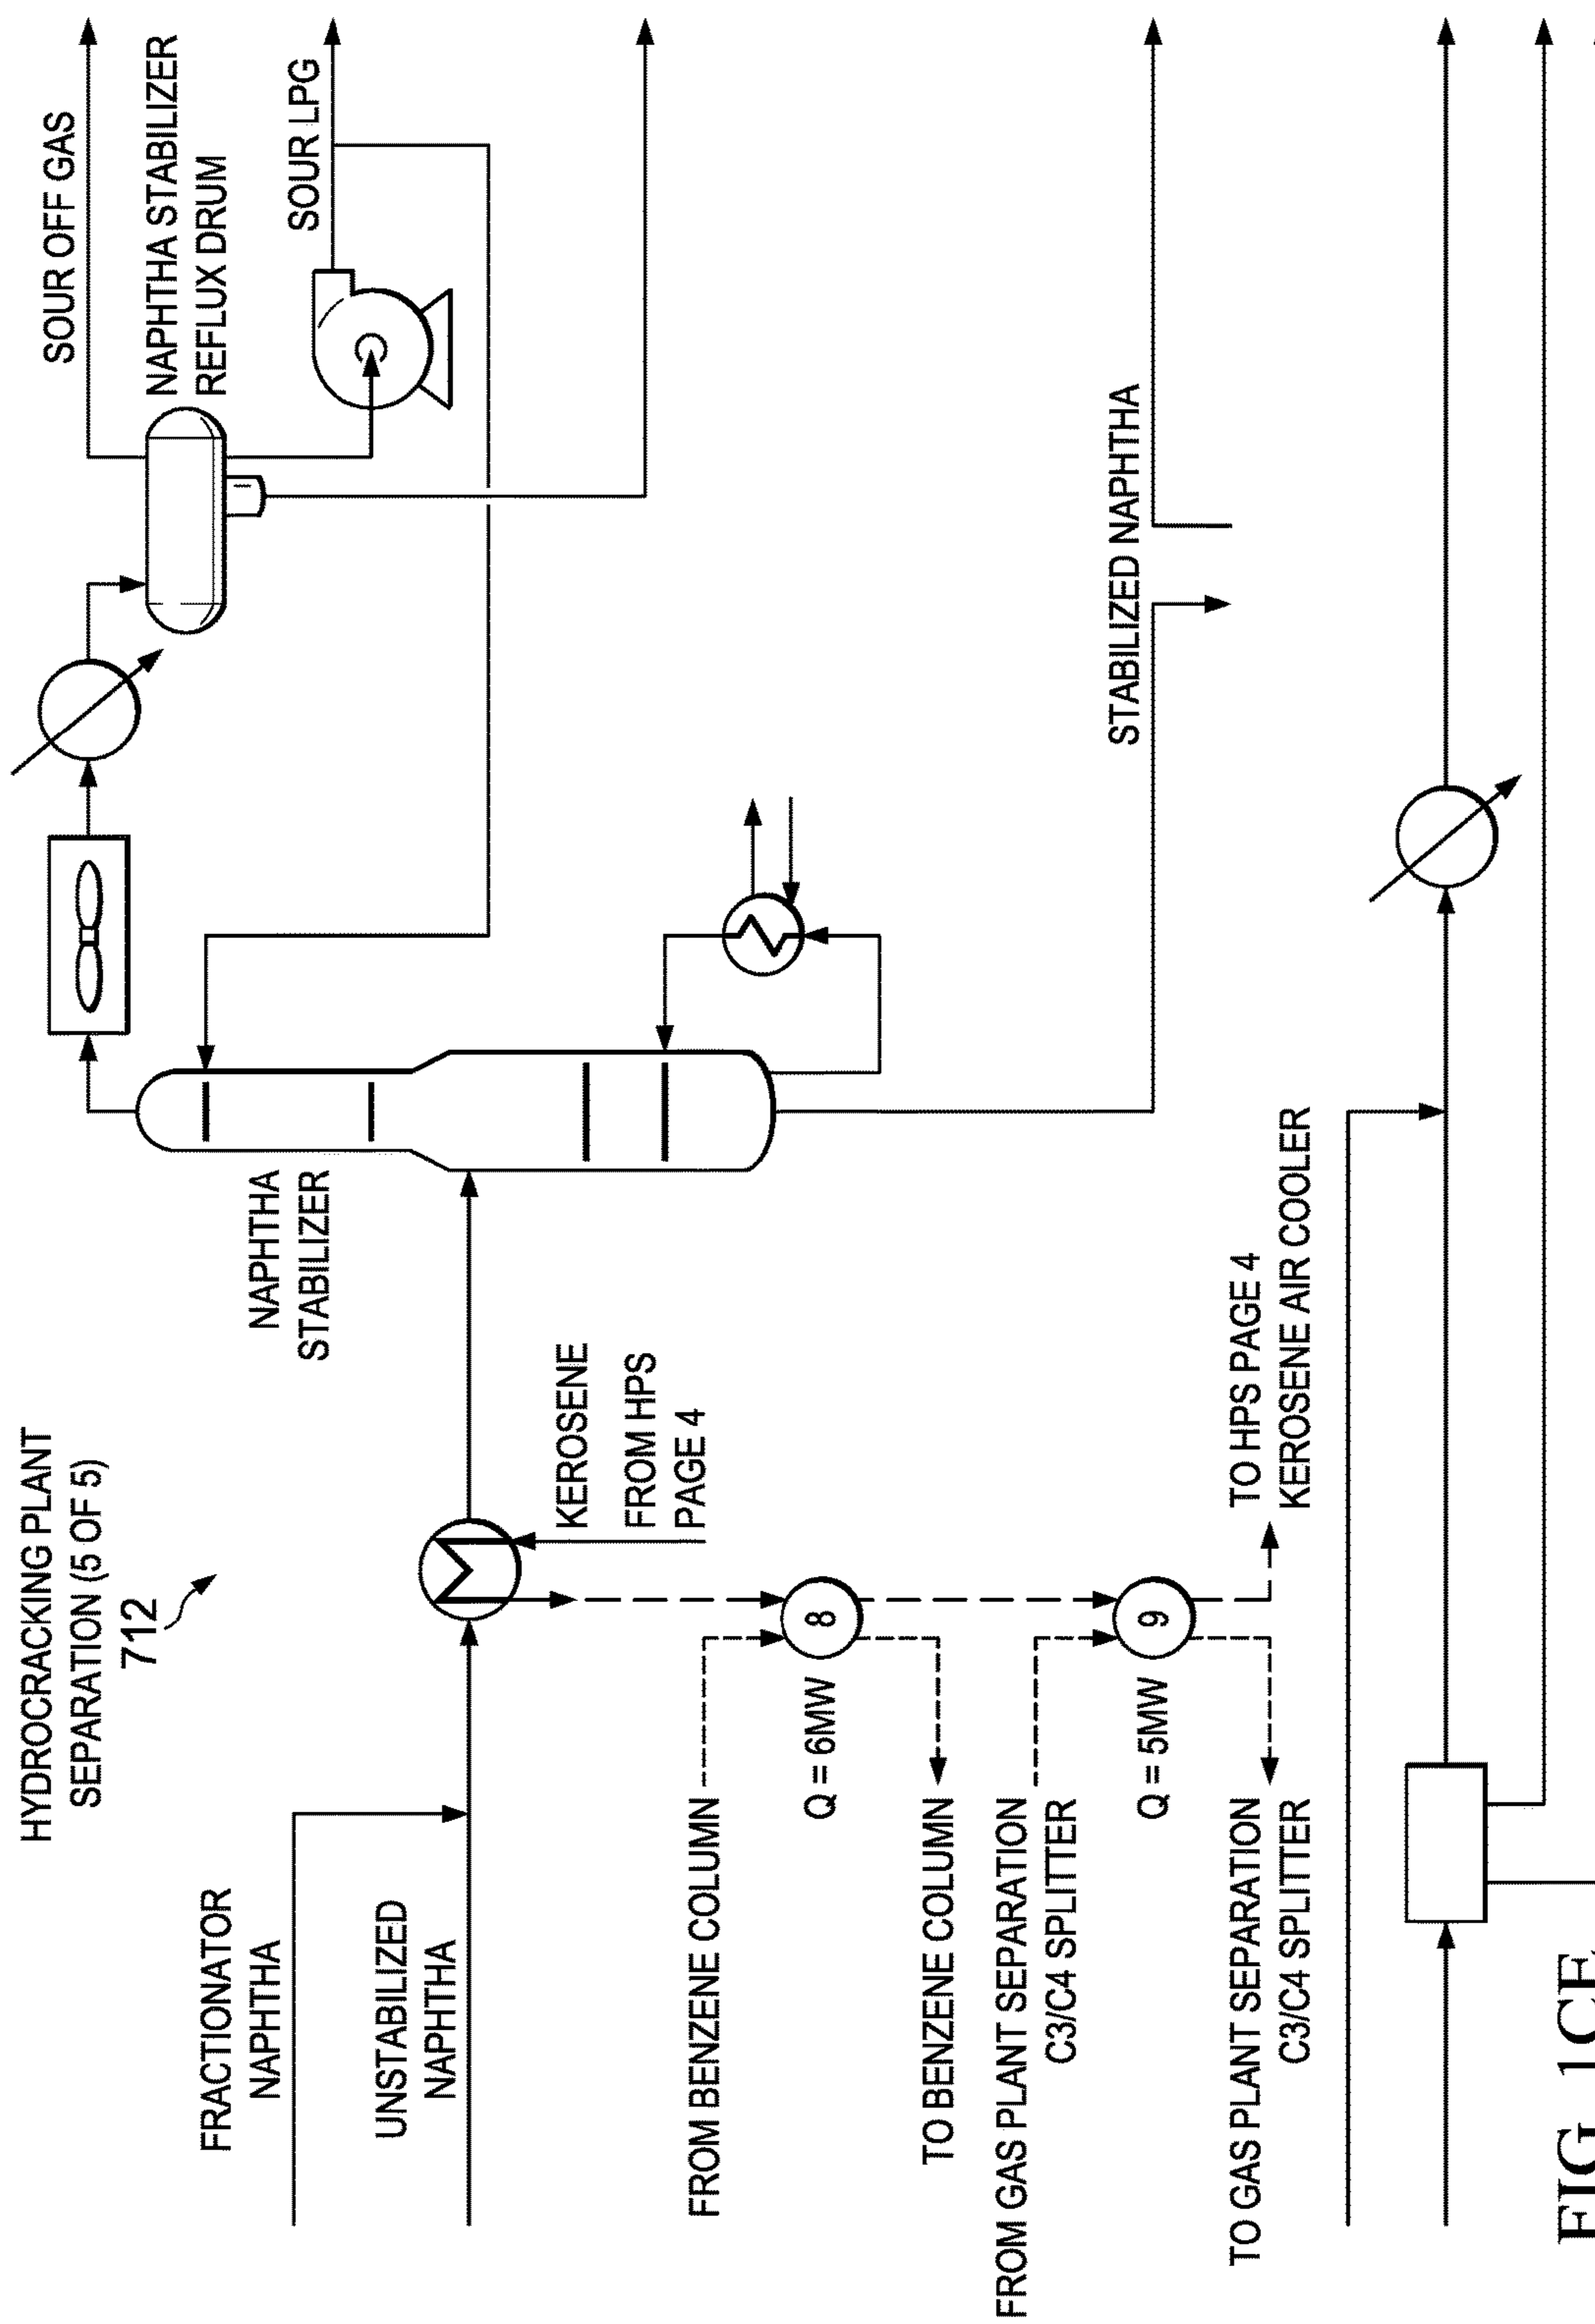 HYDROCRACKING PLANT
SEPARATION (5 OF 5)
712
FRACTIONATOR
NAPHTHA
UNSTABILIZED
NAPHTHA
KEROSENE
FROM HPS
PAGE 4
NAPHTHA
STABILIZER
SOUR OFF GAS
NAPHTHA STABILIZER
REFLUX DRUM
SOUR LPG
FROM BENZENE COLUMN
8
Q = 6MW
TO BENZENE COLUMN
FROM GAS PLANT SEPARATION
C3/C4 SPLITTER
9
Q = 5MW
TO GAS PLANT SEPARATION
C3/C4 SPLITTER
TO HPS PAGE 4
KEROSENE AIR COOLER
STABILIZED NAPHTHA
FIG. 1CE